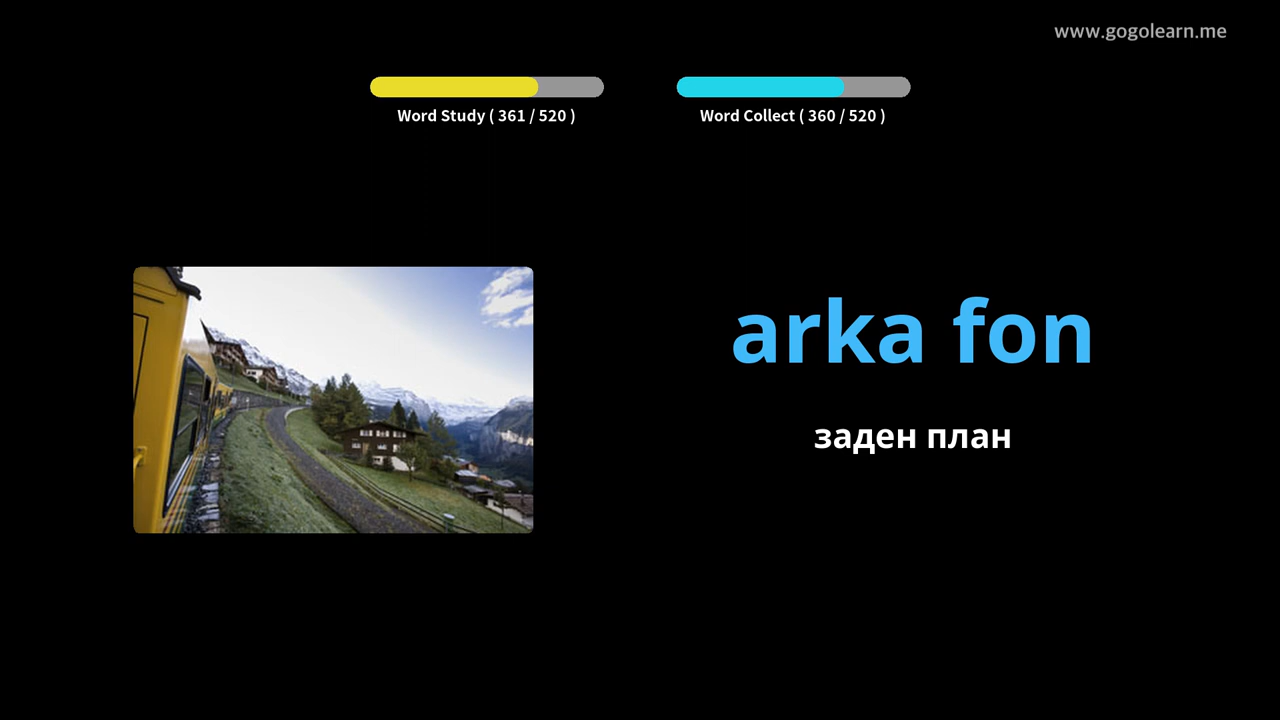 www.gogolearn.me
Word Study ( 361 / 520 )
Word Collect ( 360 / 520 )
arka fon
заден план